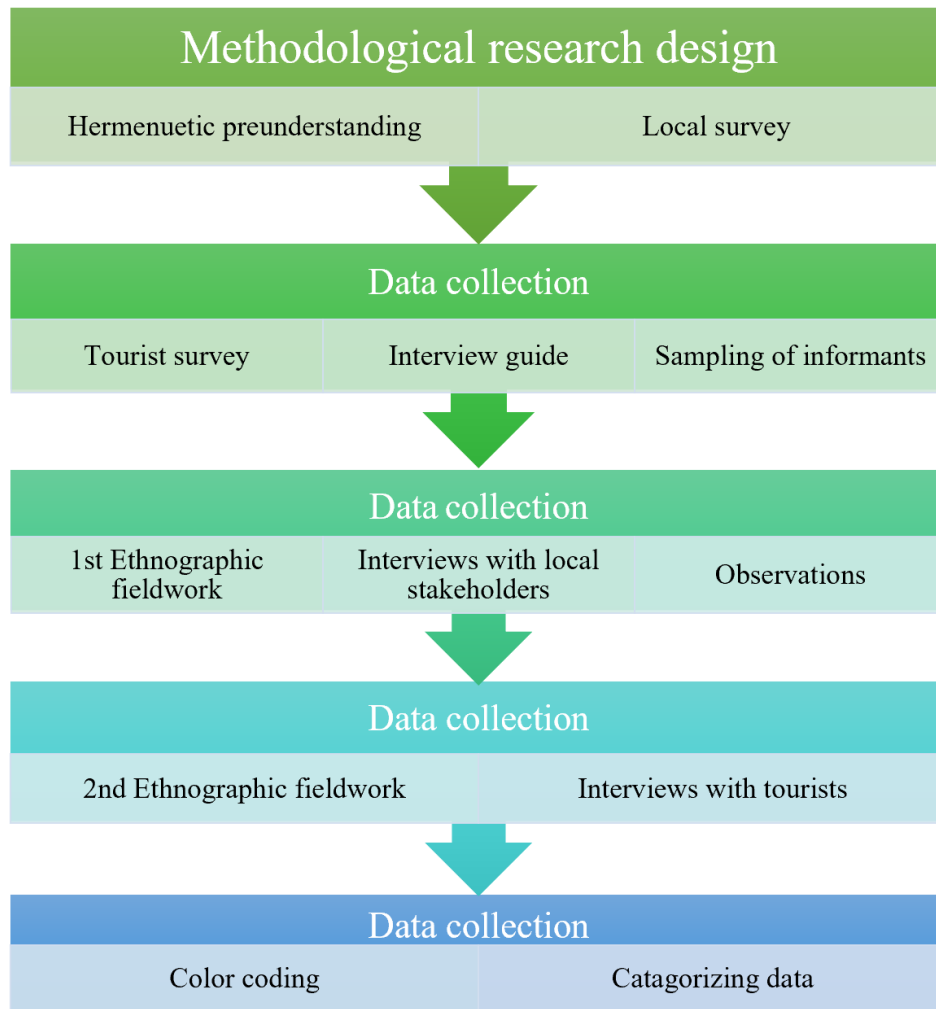 Methodological research design
Hermenuetic preunderstanding
Local survey
Data collection
Tourist survey
Interview guide
Sampling of informants
Data collection
1st Ethnographic
fieldwork
Interviews with local
stakeholders
Observations
Data collection
2nd Ethnographic fieldwork
Interviews with tourists
Data collection
Color coding
Catagorizing data